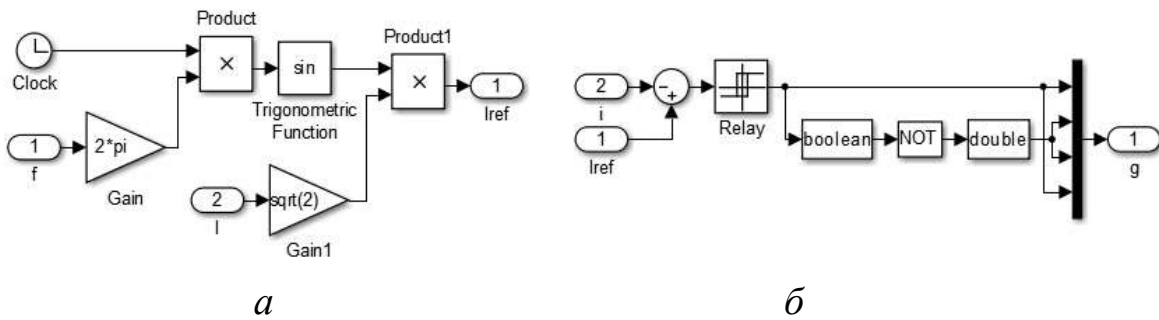 Product
×
Clock
sin
Trigonometric
Function
Product1
×
1
Iref
1
f
2*pi
Gain
2
I
sqrt(2)
Gain1
а
2
i
1
Iref
−
+
Relay
boolean
NOT
double
1
g
б